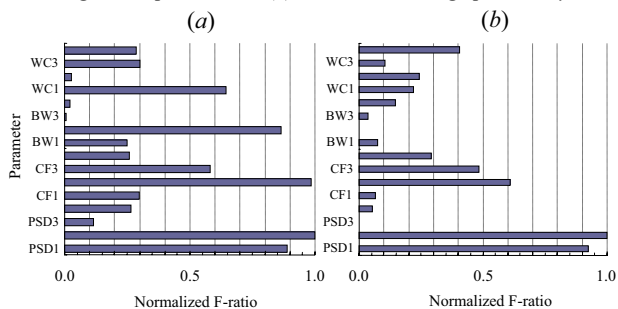 (a)
(b)
WC3
WC1
BW3
BW1
CF3
CF1
PSD3
PSD1
Parameter
0.0 0.5 1.0
Normalized F-ratio
WC3
WC1
BW3
BW1
CF3
CF1
PSD3
PSD1
0.0 0.5 1.0
Normalized F-ratio